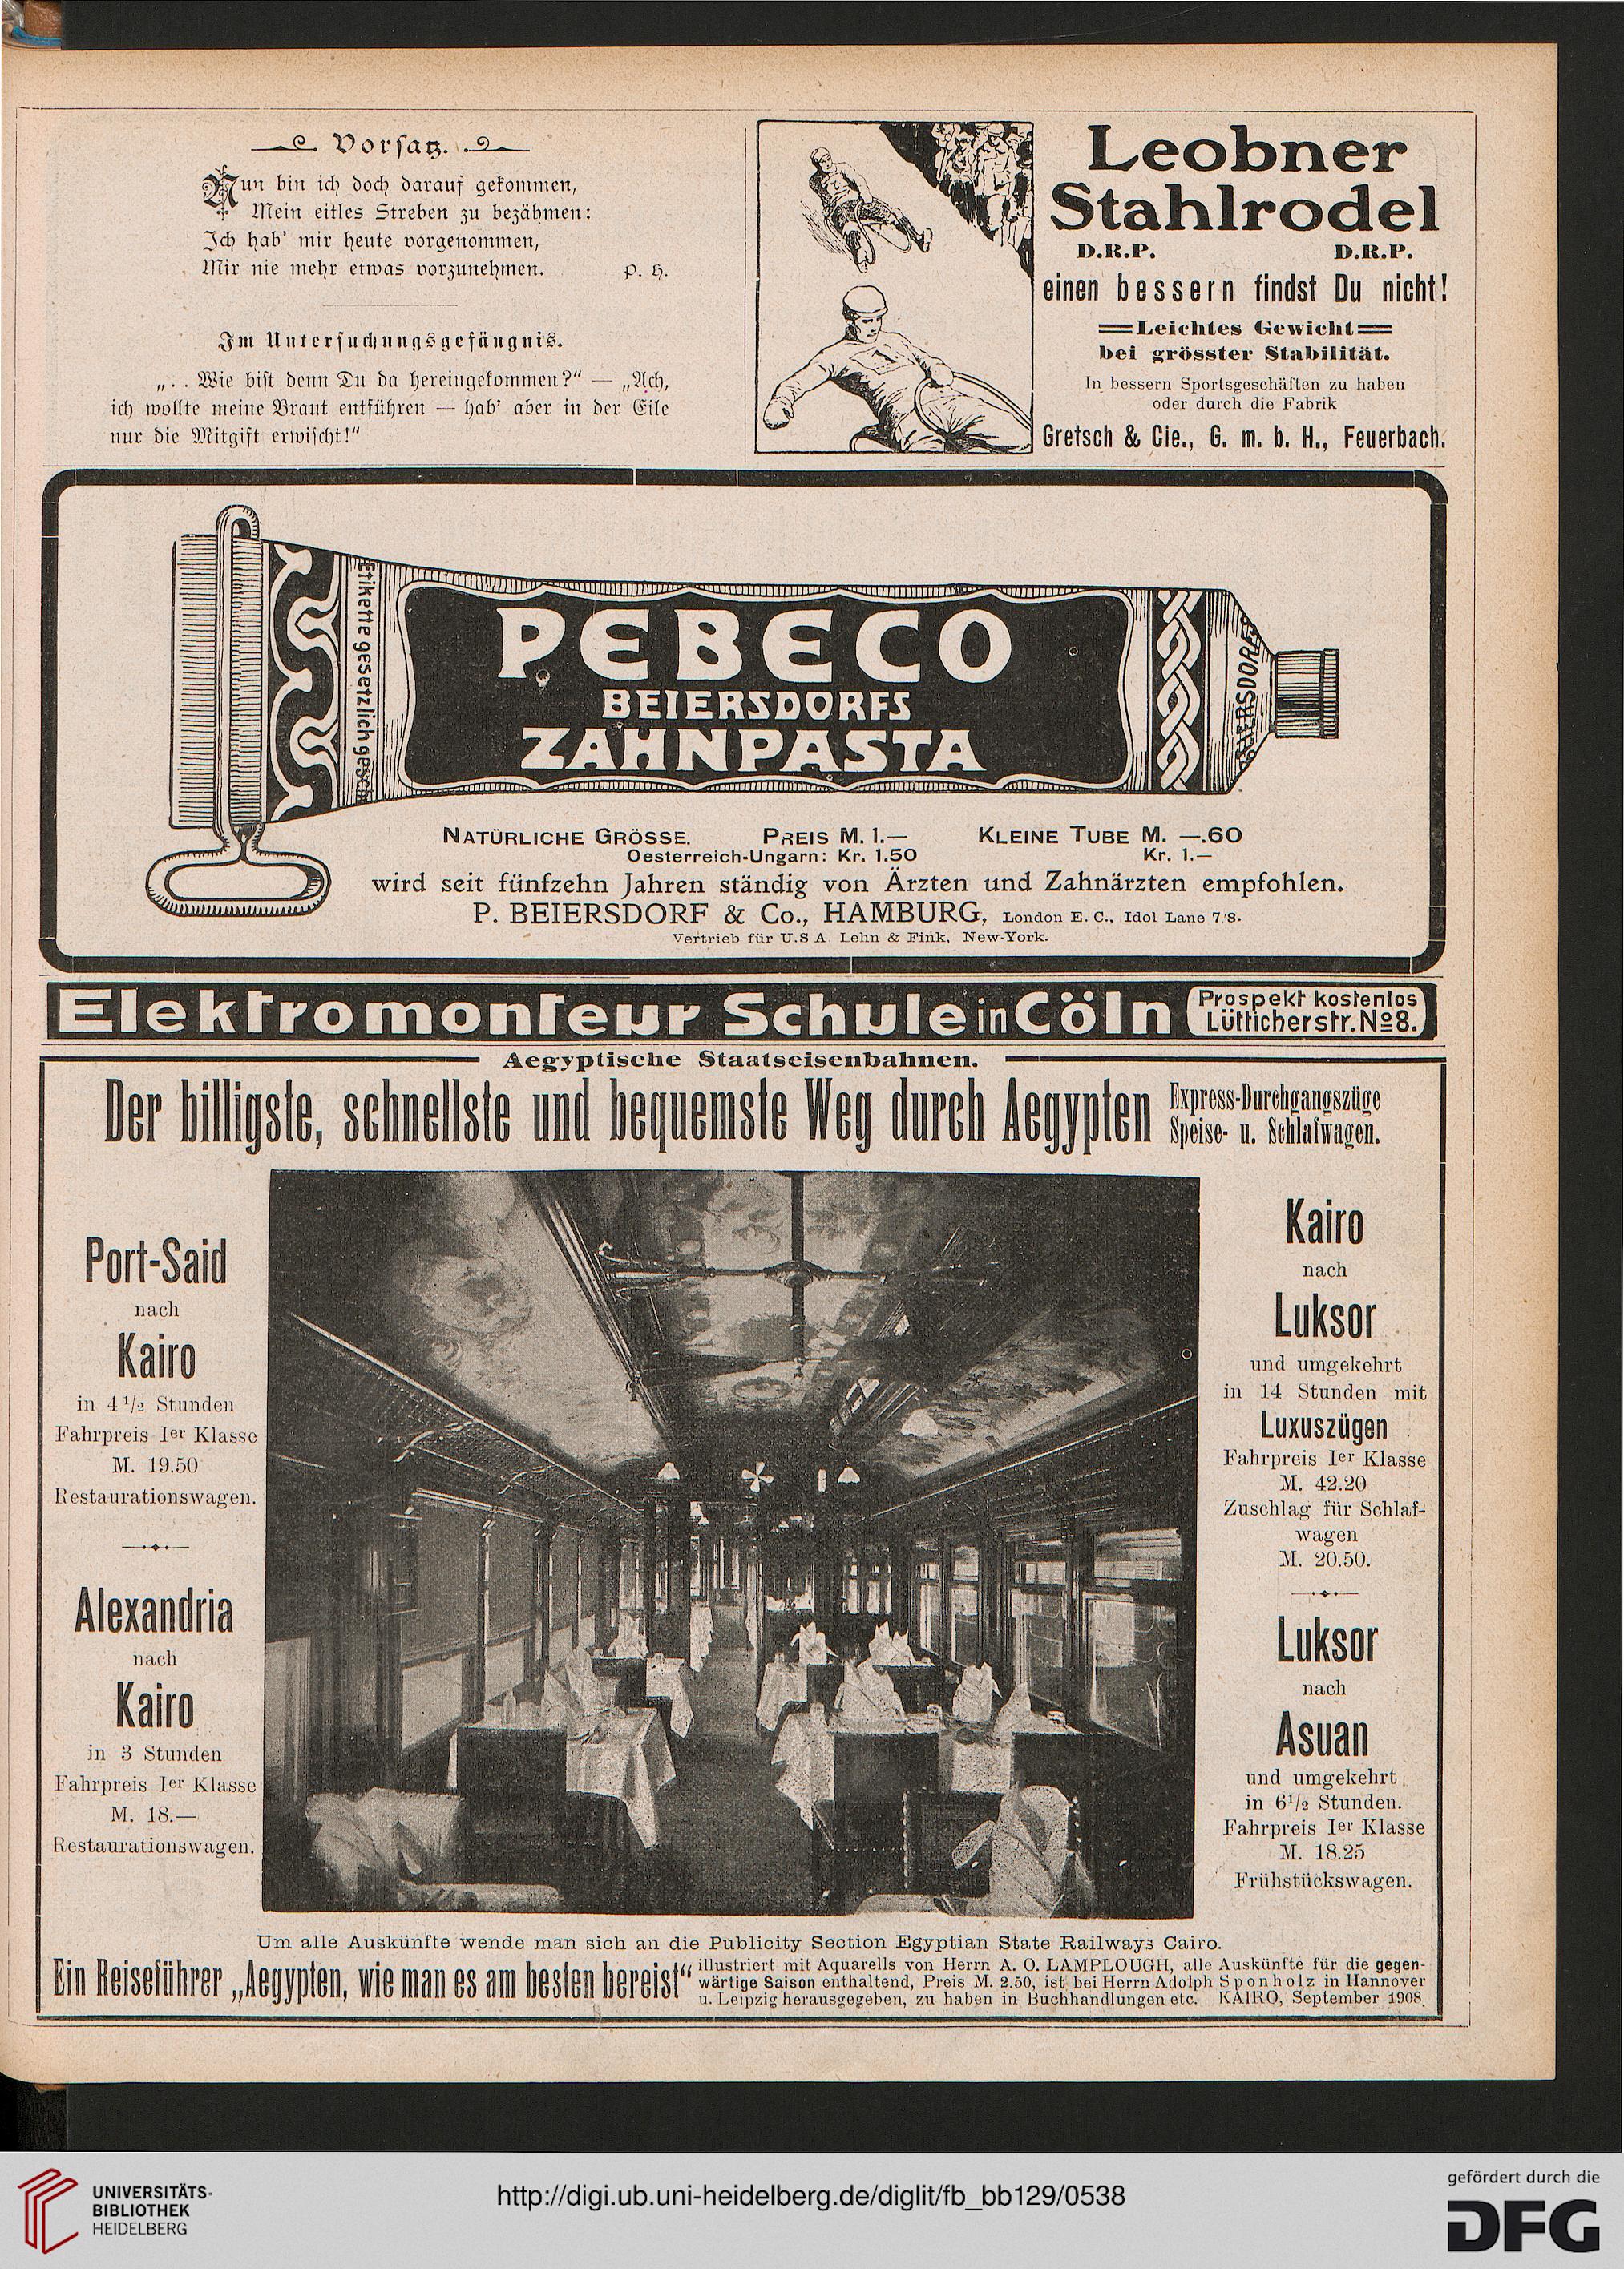 Vorsatz.
Nun bin ich doch darauf gekommen,
Mein eitles Streben zu bezähmen:
Ich hab' mir heute vorgenommen,
Mir nie mehr etwas vorzunehmen. P. H.
Im Untersuchungsgefängnis.
„.. Wie bist denn Du da hereingekommen?“ — „Ach,
ich wollte meine Braut entführen — hab' aber in der Eile
nur die Mitgift erwischt!“
Leobner
Stahlrodel
D.R.P. D.R.P.
einen bessern findst Du nicht!
Leichtes Gewicht
bei grösster Stabilität.
In bessern Sportsgeschäften zu haben
oder durch die Fabrik
Gretsch & Cie., G. m. b. H., Feuerbach.
Etikette gesetzlich gesch
PEBECO
BEIERSDORFS
ZAHNPASTA
BEIERSDORF
NATÜRLICHE GRÖSSE. PREIS M. 1.— KLEINE TUBE M. —.60
Oesterreich-Ungarn: Kr. 1.50 Kr. 1.—
wird seit fünfzehn Jahren ständig von Ärzten und Zahnärzten empfohlen.
P. BEIERSDORF & Co., HAMBURG, London E. C., Idol Lane 7/8.
Vertrieb für U.S A. Lehn & Fink, New-York.
Elektromonteur Schule in Cöln
Prospekt kostenlos
Lütticherstr. No 8.
Aegyptische Staatseisenbahnen.
Der billigste, schnellste und bequemste Weg durch Aegypten
Express-Durchgangszüge
Speise- u. Schlafwagen.
Port-Said
nach
Kairo
in 4 1/2 Stunden
Fahrpreis Ier Klasse
M. 19.50
Restaurationswagen.
Alexandria
nach
Kairo
in 3 Stunden
Fahrpreis Ier Klasse
M. 18.—
Restaurationswagen.
Kairo
nach
Luksor
und umgekehrt
in 14 Stunden mit
Luxuszügen
Fahrpreis Ier Klasse
M. 42.20
Zuschlag für Schlaf-
wagen
M. 20.50.
Luksor
nach
Asuan
und umgekehrt
in 6 1/2 Stunden.
Fahrpreis Ier Klasse
M. 18.25
Frühstückswagen.
Um alle Auskünfte wende man sich an die Publicity Section Egyptian State Railways Cairo.
Ein Reiseführer „Aegypten, wie man es am besten bereist“
illustriert mit Aquarells von Herrn A. O. LAMPLOUGH, alle Auskünfte für die gegen-
wärtige Saison enthaltend, Preis M. 2.50, ist bei Herrn Adolph Sponholz in Hannover
u. Leipzig herausgegeben, zu haben in Buchhandlungen etc. KAIRO, September 1908.
UNIVERSITÄTS-
BIBLIOTHEK
HEIDELBERG
http://digi.ub.uni-heidelberg.de/diglit/fb_bb129/0538
gefördert durch die
DFG